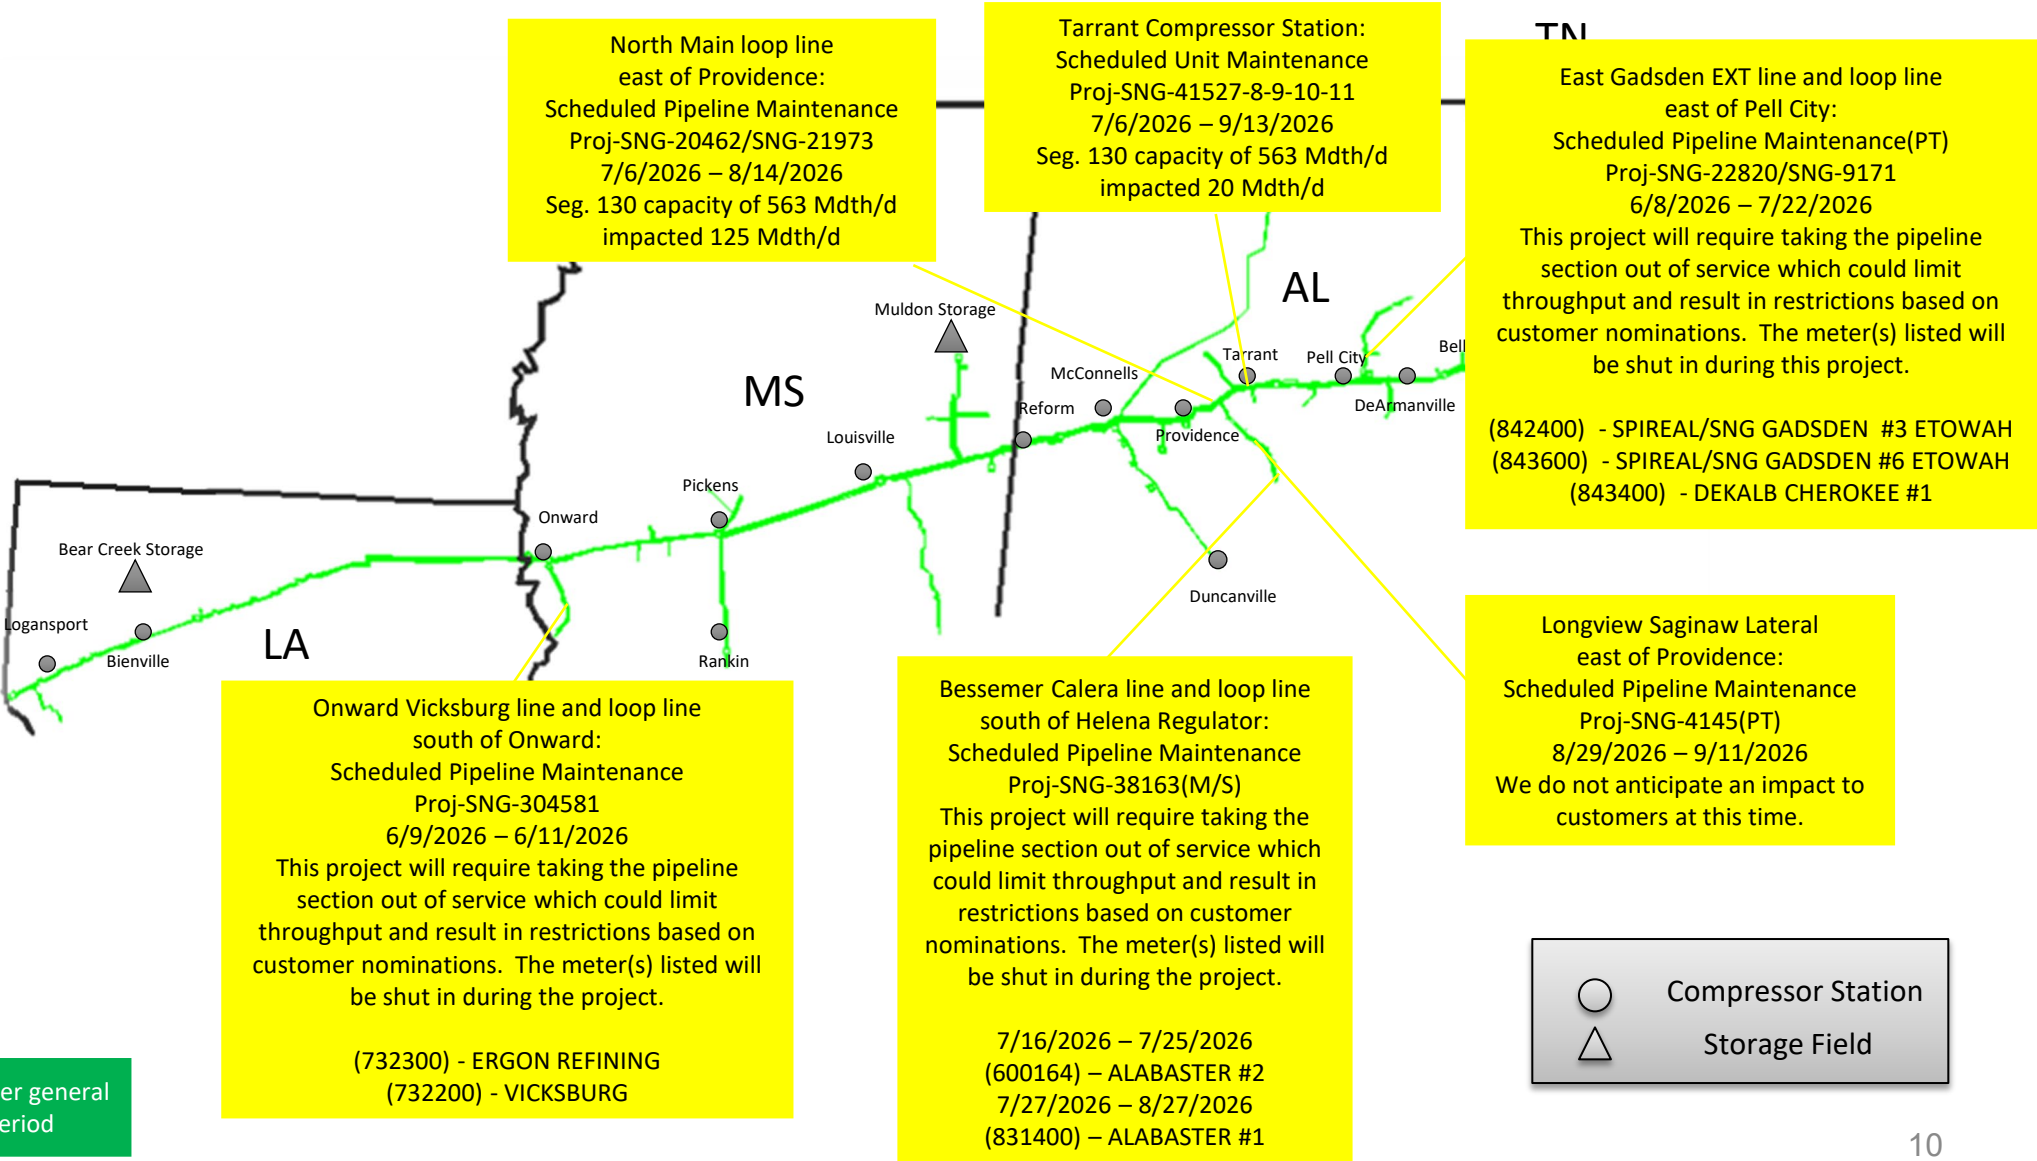 North Main loop line
east of Providence:
Scheduled Pipeline Maintenance
Proj-SNG-20462/SNG-21973
7/6/2026 – 8/14/2026
Seg. 130 capacity of 563 Mdth/d
impacted 125 Mdth/d
Tarrant Compressor Station:
Scheduled Unit Maintenance
Proj-SNG-41527-8-9-10-11
7/6/2026 – 9/13/2026
Seg. 130 capacity of 563 Mdth/d
impacted 20 Mdth/d
TN
East Gadsden EXT line and loop line
east of Pell City:
Scheduled Pipeline Maintenance(PT)
Proj-SNG-22820/SNG-9171
6/8/2026 – 7/22/2026
This project will require taking the pipeline
section out of service which could limit
throughput and result in restrictions based on
customer nominations.  The meter(s) listed will
be shut in during this project.
(842400)  - SPIREAL/SNG GADSDEN  #3 ETOWAH
(843600)  - SPIREAL/SNG GADSDEN #6 ETOWAH
(843400)  - DEKALB CHEROKEE #1
AL
Muldon Storage
Tarrant
Pell City
Bell
McConnells
MS
Reform
DeArmanville
Louisville
Providence
Pickens
Onward
Bear Creek Storage
Duncanville
Logansport
LA
Bienville
Rankin
Onward Vicksburg line and loop line
south of Onward:
Scheduled Pipeline Maintenance
Proj-SNG-304581
6/9/2026 – 6/11/2026
This project will require taking the pipeline
section out of service which could limit
throughput and result in restrictions based on
customer nominations.  The meter(s) listed will
be shut in during the project.
(732300) - ERGON REFINING
(732200) - VICKSBURG
Bessemer Calera line and loop line
south of Helena Regulator:
Scheduled Pipeline Maintenance
Proj-SNG-38163(M/S)
This project will require taking the
pipeline section out of service which
could limit throughput and result in
restrictions based on customer
nominations.  The meter(s) listed will
be shut in during the project.
7/16/2026 – 7/25/2026
(600164) – ALABASTER #2
7/27/2026 – 8/27/2026
(831400) – ALABASTER #1
Longview Saginaw Lateral
east of Providence:
Scheduled Pipeline Maintenance
Proj-SNG-4145(PT)
8/29/2026 – 9/11/2026
We do not anticipate an impact to
customers at this time.
Compressor Station
Storage Field
er general
eriod
10